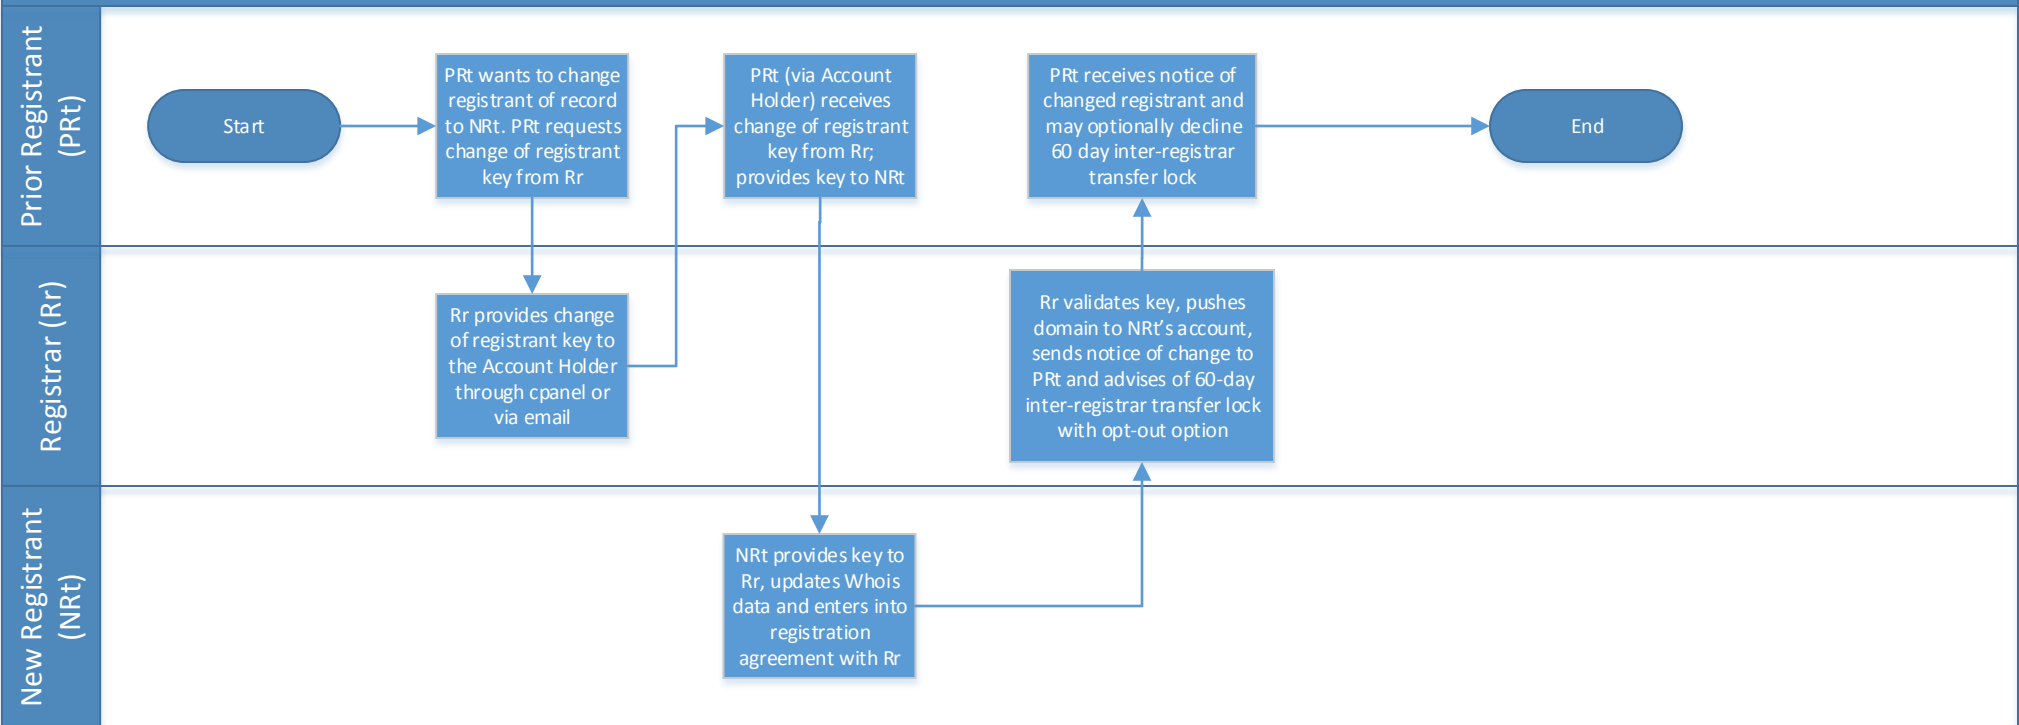 Prior Registrant
(PRt)
Start
PRt wants to change
registrant of record
to NRt. PRt requests
change of registrant
key from Rr
PRt (via Account
Holder) receives
change of registrant
key from Rr;
provides key to NRt
PRt receives notice of
changed registrant and
may optionally decline
60 day inter-registrar
transfer lock
End
Registrar (Rr)
Rr provides change
of registrant key to
the Account Holder
through cpanel or
via email
Rr validates key, pushes
domain to NRt’s account,
sends notice of change to
PRt and advises of 60-day
inter-registrar transfer lock
with opt-out option
New Registrant
(NRt)
NRt provides key to
Rr, updates Whois
data and enters into
registration
agreement with Rr